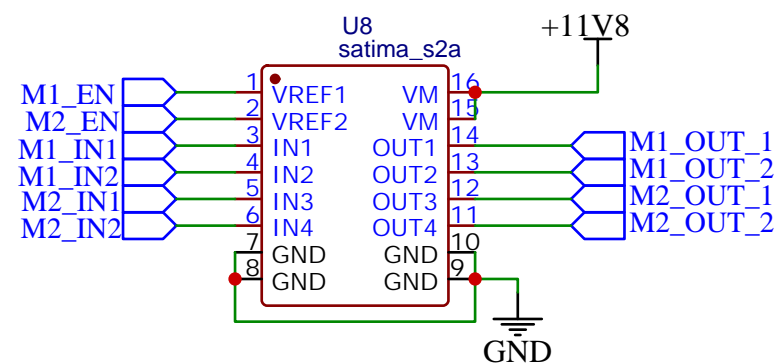 U8
satima_s2a
+11V8
M1_EN 1 VREF1 VM 16
M2_EN 2 VREF2 VM 15
M1_IN1 3 IN1 OUT1 14 M1_OUT_1
M1_IN2 4 IN2 OUT2 13 M1_OUT_2
M2_IN1 5 IN3 OUT3 12 M2_OUT_1
M2_IN2 6 IN4 OUT4 11 M2_OUT_2
7 GND GND 10
8 GND GND 9
GND